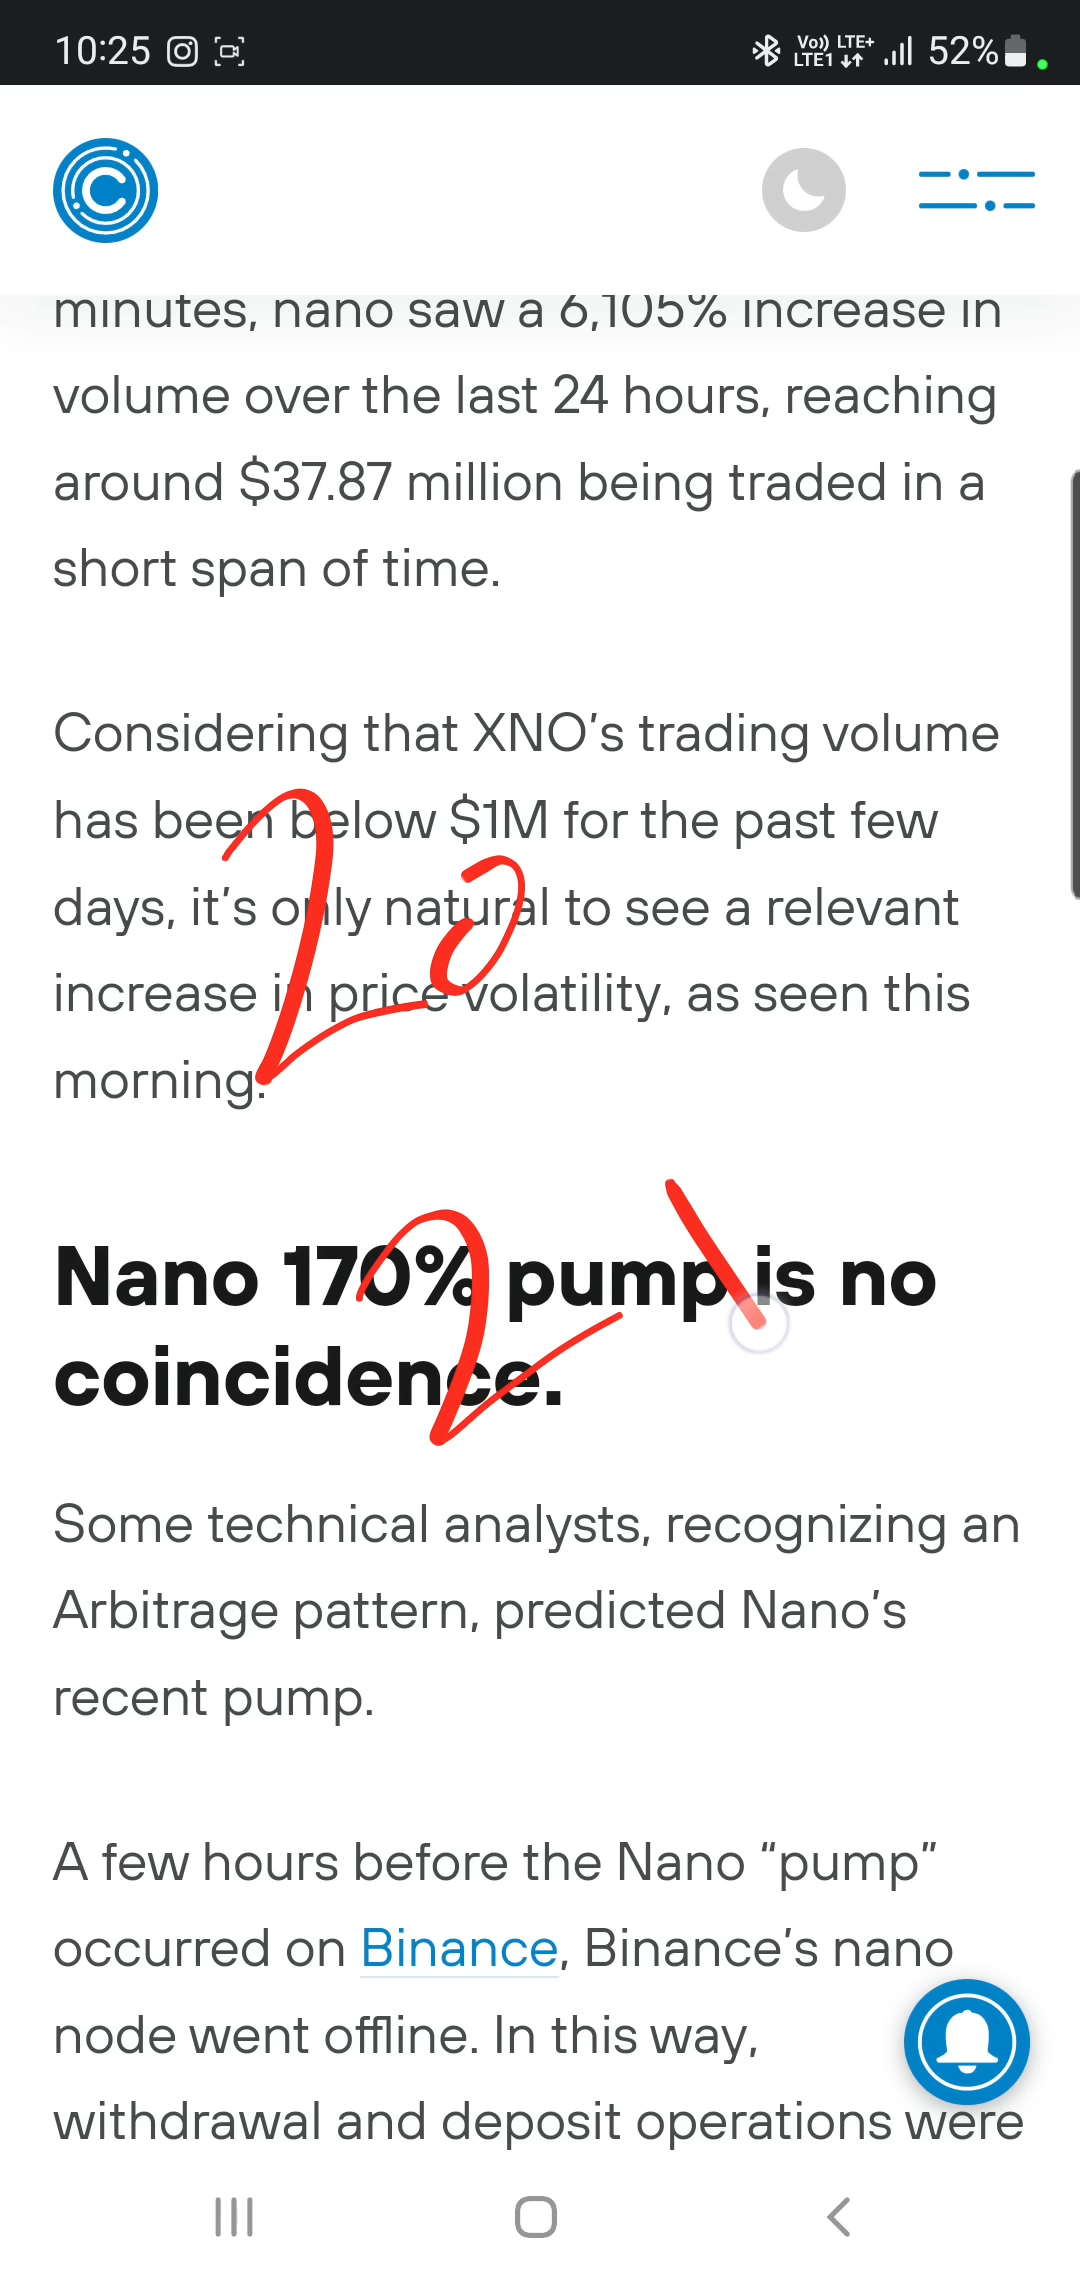 10:25
Vo)) LTE+
LTE1
52%
minutes, nano saw a 6,105% increase in
volume over the last 24 hours, reaching
around $37.87 million being traded in a
short span of time.
Considering that XNO’s trading volume
has been below $1M for the past few
days, it’s only natural to see a relevant
increase in price volatility, as seen this
morning.
20
Nano 170% pump is no
coincidence.
2
Some technical analysts, recognizing an
Arbitrage pattern, predicted Nano’s
recent pump.
A few hours before the Nano “pump”
occurred on Binance, Binance’s nano
node went offline. In this way,
withdrawal and deposit operations were